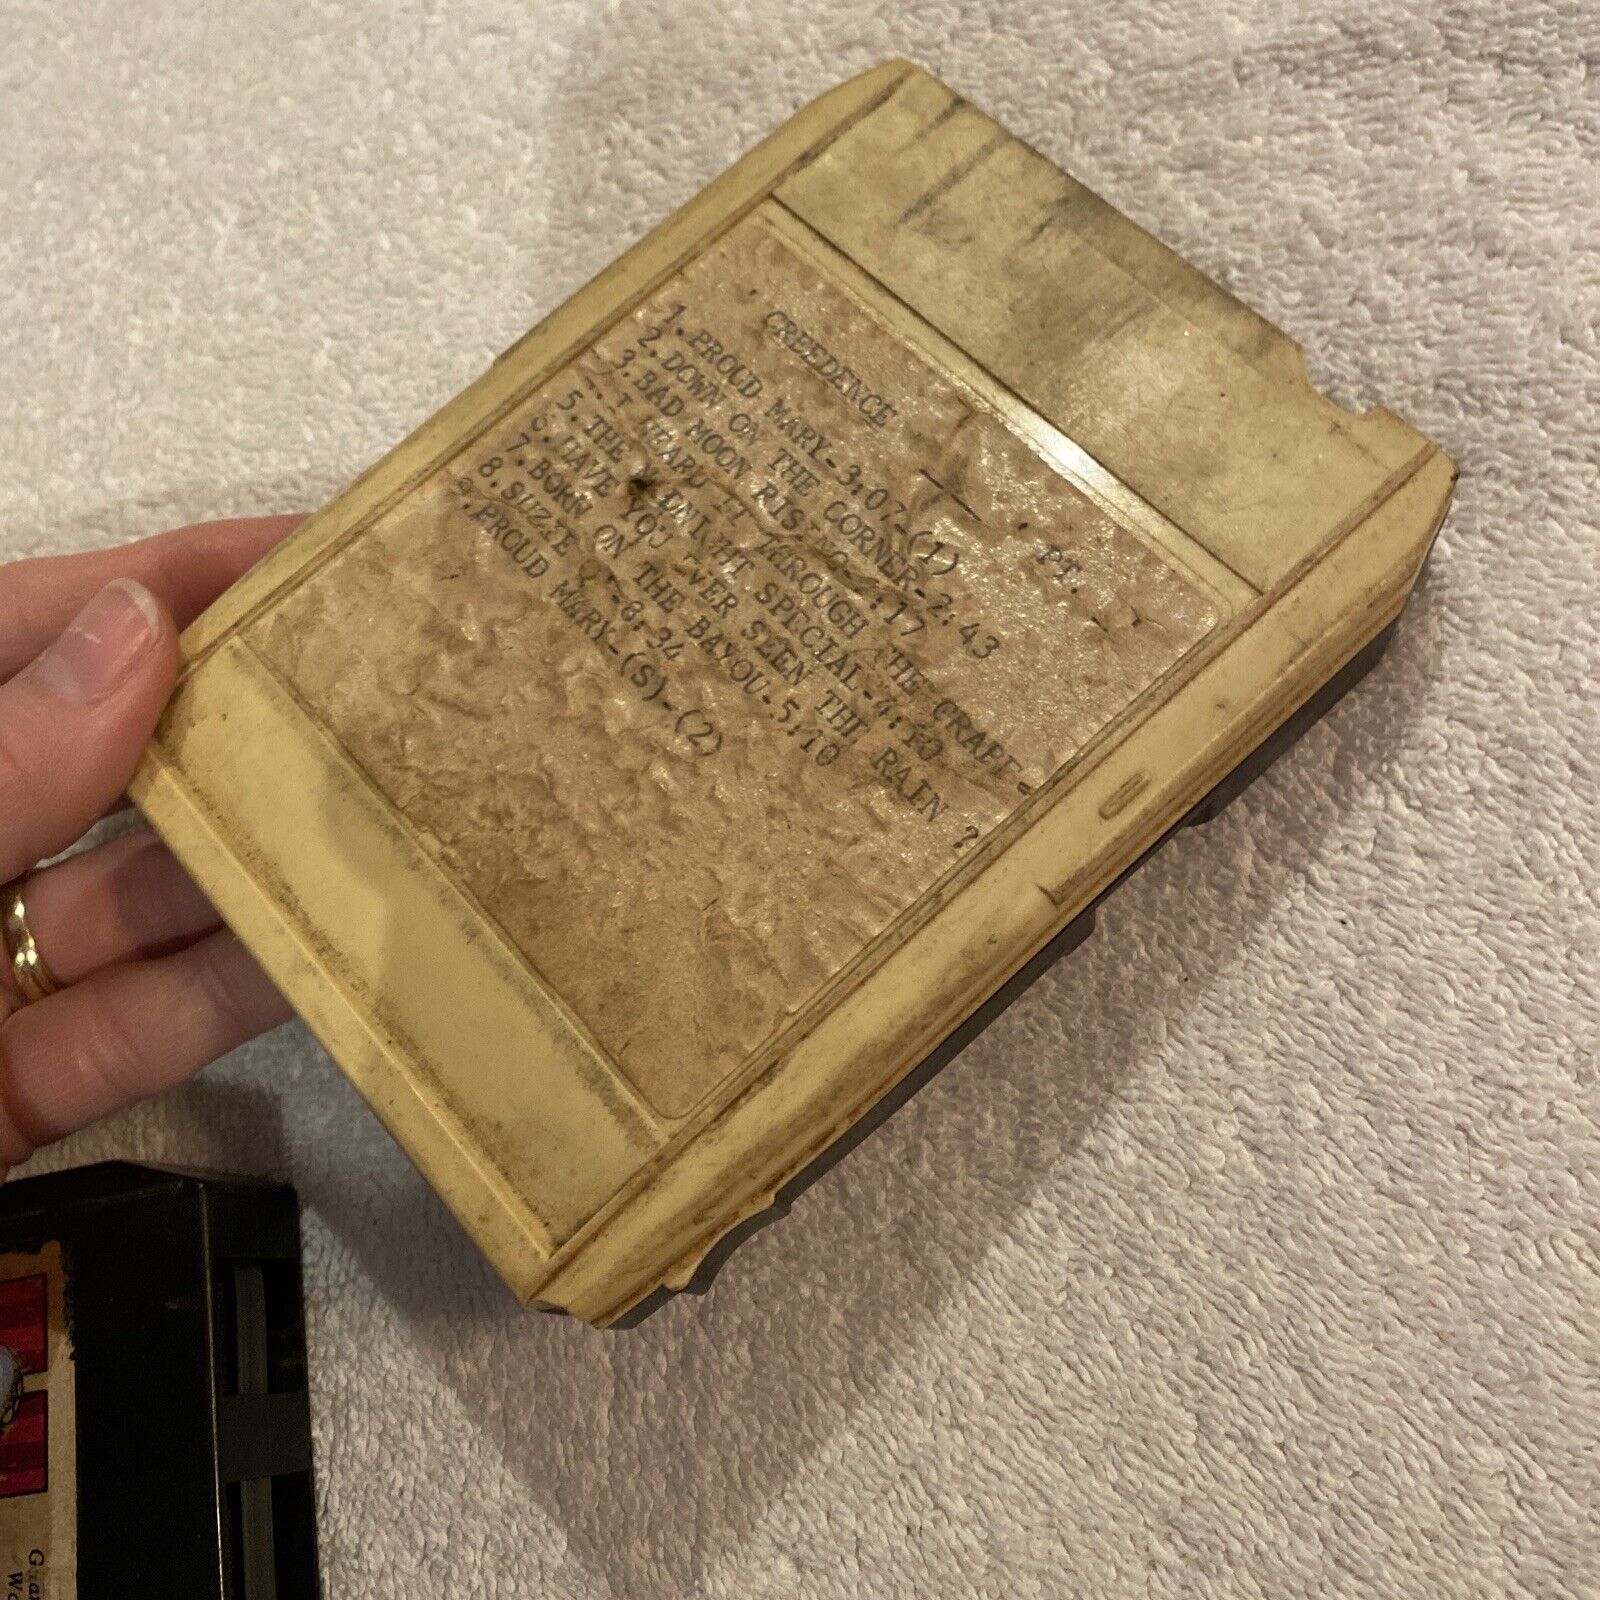 CREEDENCE PT.
1.PROUD MARY-3:07-(1)
2.DOWN ON THE CORNER-2:43
3.BAD MOON RISING :17
I HEARD IT THROUGH THE GRAPE-
5.THE MIDNIGHT SPECIAL-4:10
6.HAVE YOU EVER SEEN THE RAIN ?
7.BORN ON THE BAYOU-5:10
8.SUZIE Q -8:34
9.PROUD MARY-(S)-(2)